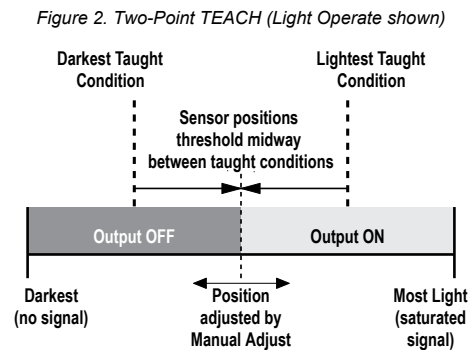 Figure 2. Two-Point TEACH (Light Operate shown)
Darkest Taught
Condition
Lightest Taught
Condition
Sensor positions
threshold midway
between taught conditions
Output OFF
Output ON
Darkest
(no signal)
Position
adjusted by
Manual Adjust
Most Light
(saturated
signal)